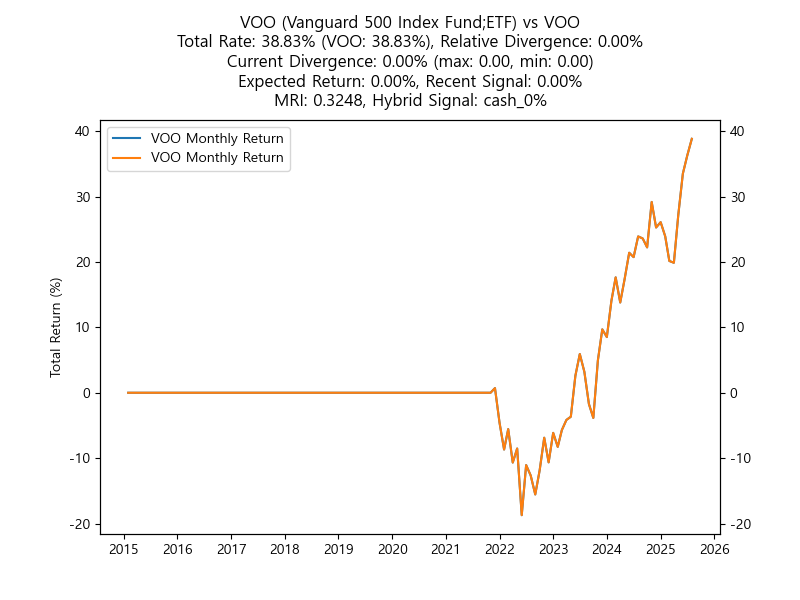 VOO (Vanguard 500 Index Fund;ETF) vs VOO
Total Rate: 38.83% (VOO: 38.83%), Relative Divergence: 0.00%
Current Divergence: 0.00% (max: 0.00, min: 0.00)
Expected Return: 0.00%, Recent Signal: 0.00%
MRI: 0.3248, Hybrid Signal: cash_0%
VOO Monthly Return
VOO Monthly Return
Total Return (%)
40
30
20
10
0
-10
-20
40
30
20
10
0
-10
-20
2015 2016 2017 2018 2019 2020 2021 2022 2023 2024 2025 2026